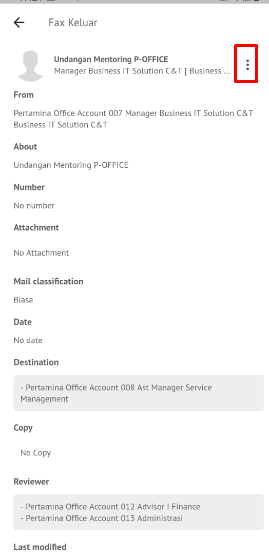 Fax Keluar
Undangan Mentoring P-OFFICE
Manager Business IT Solution C&T | Business ...
From
Pertamina Office Account 007 Manager Business IT Solution C&T
Business IT Solution C&T
About
Undangan Mentoring P-OFFICE
Number
No number
Attachment
No Attachment
Mail classification
Biasa
Date
No date
Destination
- Pertamina Office Account 008 Ast Manager Service
Management
Copy
No Copy
Reviewer
- Pertamina Office Account 012 Advisor I Finance
- Pertamina Office Account 013 Administrasi
Last modified